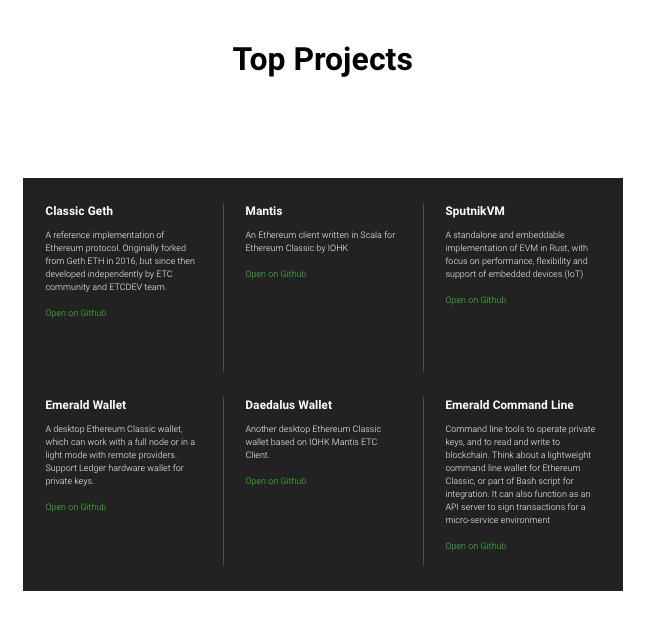 Top Projects
Classic Geth
A reference implementation of
Ethereum protocol. Originally forked
from Geth ETH in 2016, but since then
developed independently by ETC
community and ETCDEV team.
Open on Github
Mantis
An Ethereum client written in Scala for
Ethereum Classic by IOHK
Open on Github
SputnikVM
A standalone and embeddable
implementation of EVM in Rust, with
focus on performance, flexibility and
support of embedded devices (IoT)
Open on Github
Emerald Wallet
A desktop Ethereum Classic wallet,
which can work with a full node or in a
light mode with remote providers.
Support Ledger hardware wallet for
private keys.
Open on Github
Daedalus Wallet
Another desktop Ethereum Classic
wallet based on IOHK Mantis ETC
Client.
Open on Github
Emerald Command Line
Command line tools to operate private
keys, and to read and write to
blockchain. Think about a lightweight
command line wallet for Ethereum
Classic, or part of Bash script for
integration. It can also function as an
API server to sign transactions for a
micro-service environment
Open on Github